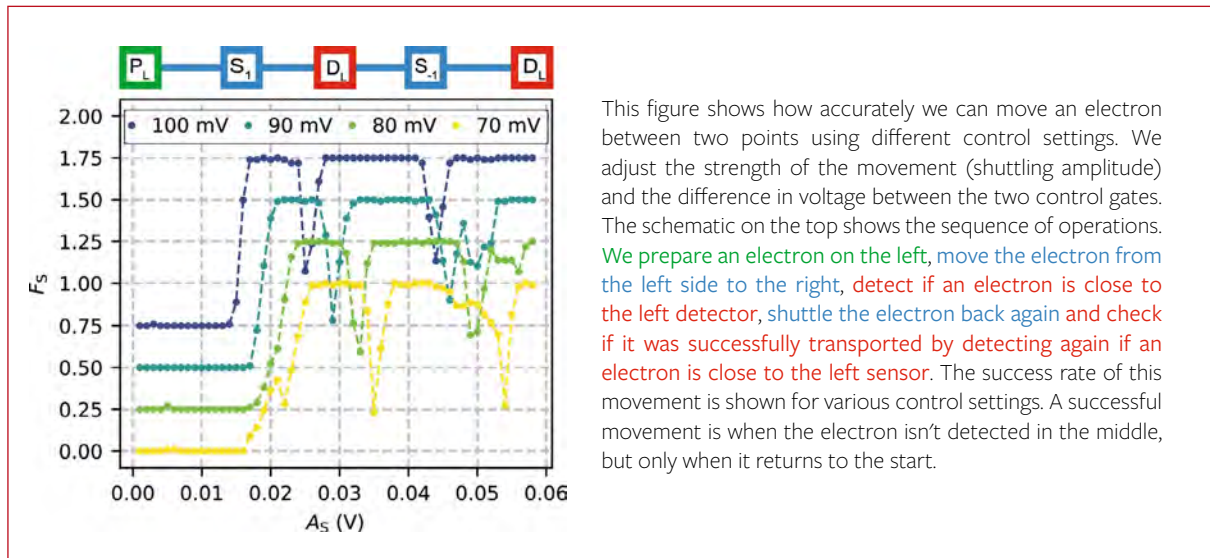 P_L S_1 D_L S_-1 D_L
100 mV 90 mV 80 mV 70 mV
2.00
1.75
1.50
1.25
1.00
0.75
0.50
0.25
0.00
F_S
0.00 0.01 0.02 0.03 0.04 0.05 0.06
A_S (V)
This figure shows how accurately we can move an electron
between two points using different control settings. We
adjust the strength of the movement (shuttling amplitude)
and the difference in voltage between the two control gates.
The schematic on the top shows the sequence of operations.
We prepare an electron on the left, move the electron from
the left side to the right, detect if an electron is close to
the left detector, shuttle the electron back again and check
if it was successfully transported by detecting again if an
electron is close to the left sensor. The success rate of this
movement is shown for various control settings. A successful
movement is when the electron isn't detected in the middle,
but only when it returns to the start.